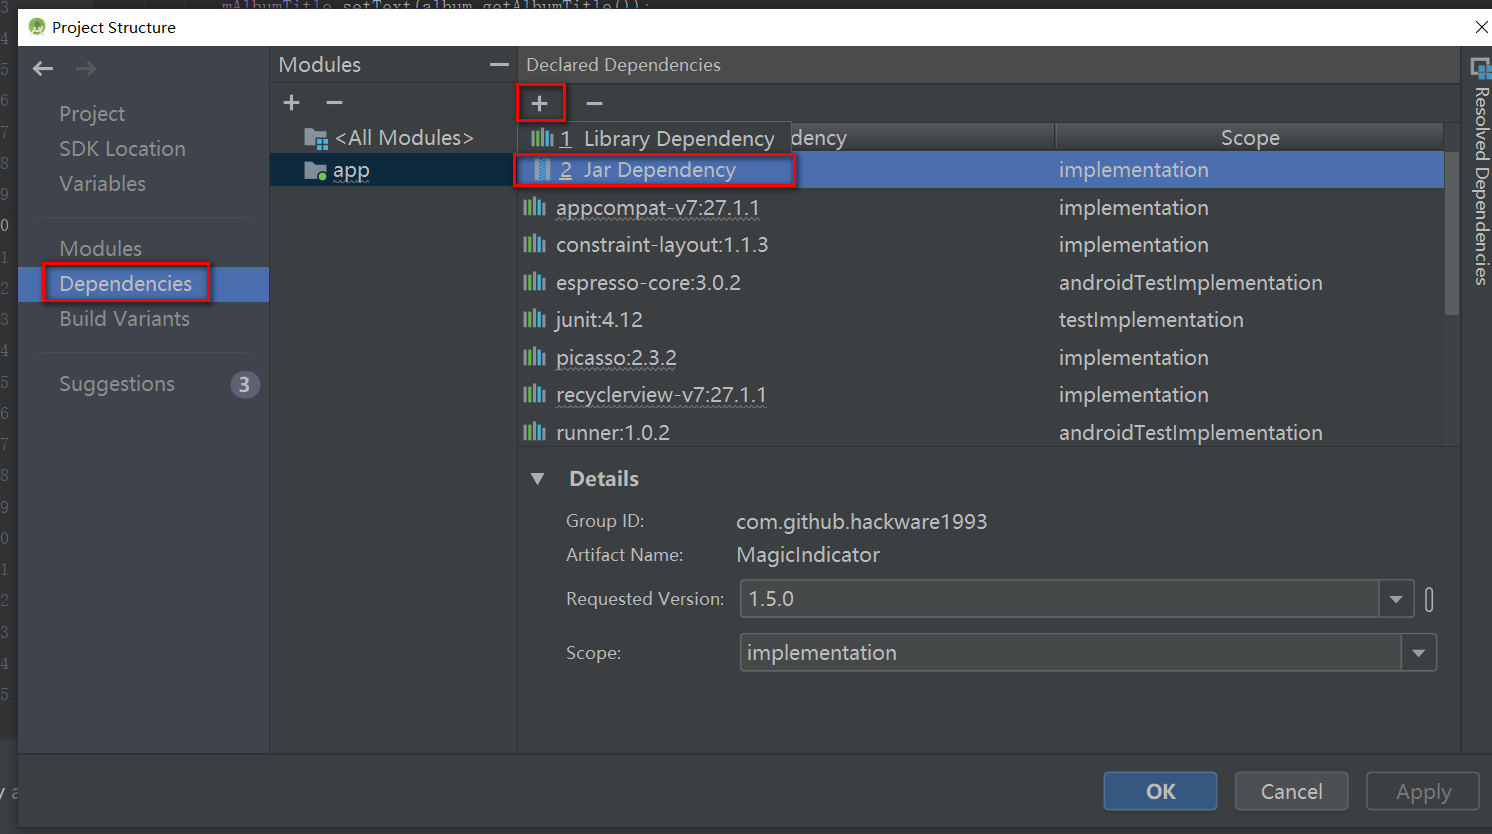 mAlbumTitle.setText(album.getAlbumTitle());
Project Structure
Project
SDK Location
Variables
Modules
Dependencies
Build Variants
Suggestions 3
Modules
<All Modules>
app
Declared Dependencies
1 Library Dependency
dency Scope
2 Jar Dependency implementation
appcompat-v7:27.1.1 implementation
constraint-layout:1.1.3 implementation
espresso-core:3.0.2 androidTestImplementation
junit:4.12 testImplementation
picasso:2.3.2 implementation
recyclerview-v7:27.1.1 implementation
runner:1.0.2 androidTestImplementation
Details
Group ID: com.github.hackware1993
Artifact Name: MagicIndicator
Requested Version: 1.5.0
Scope: implementation
Resolved Dependencies
OK Cancel Apply